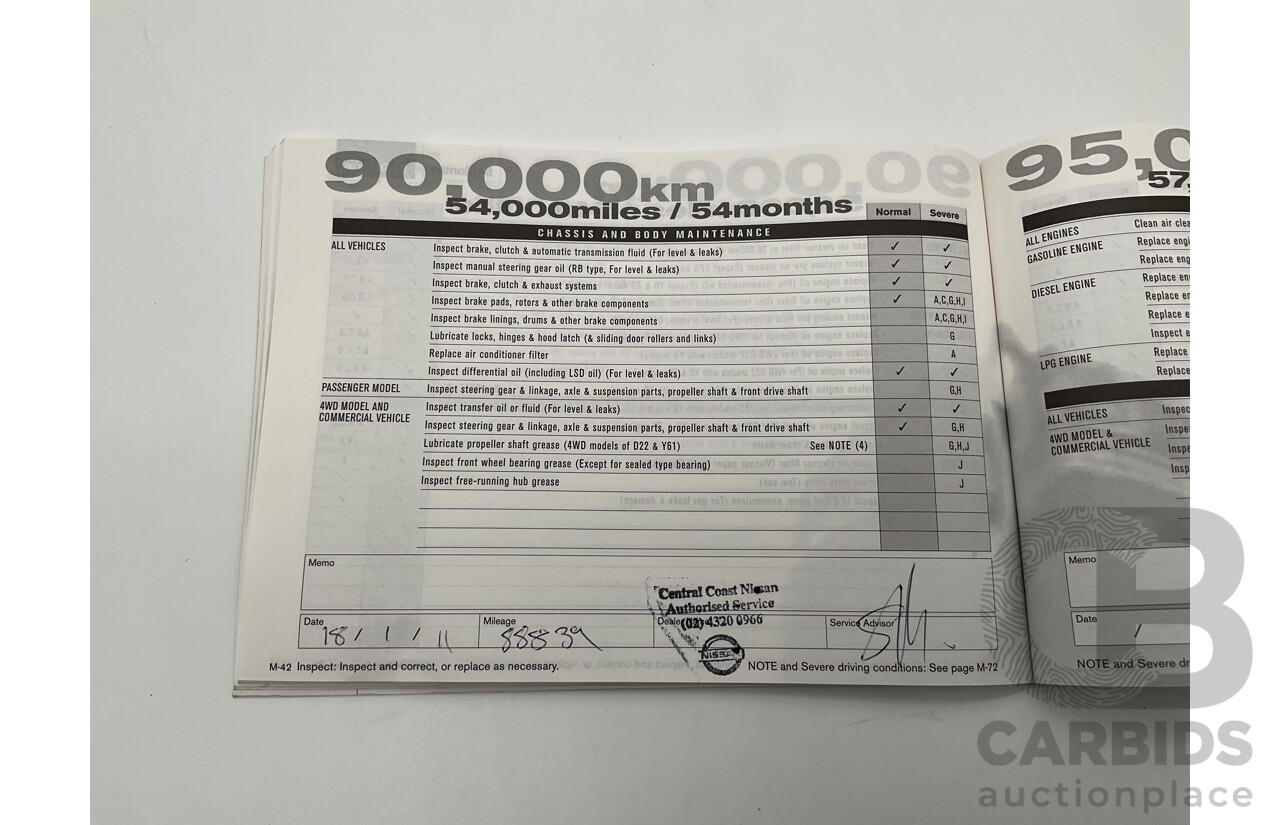 90,000km
54,000miles / 54months
Normal Severe
CHASSIS AND BODY MAINTENANCE
ALL VEHICLES Inspect brake, clutch & automatic transmission fluid (For level & leaks) ✓ ✓
Inspect manual steering gear oil (RB type, For level & leaks) ✓ ✓
Inspect brake, clutch & exhaust systems ✓ ✓
Inspect brake pads, rotors & other brake components ✓ A,C,G,H,I
Inspect brake linings, drums & other brake components A,C,G,H,I
Lubricate locks, hinges & hood latch (& sliding door rollers and links) G
Replace air conditioner filter A
Inspect differential oil (including LSD oil) (For level & leaks) ✓ ✓
PASSENGER MODEL Inspect steering gear & linkage, axle & suspension parts, propeller shaft & front drive shaft G,H
4WD MODEL AND Inspect transfer oil or fluid (For level & leaks) ✓ ✓
COMMERCIAL VEHICLE Inspect steering gear & linkage, axle & suspension parts, propeller shaft & front drive shaft ✓ G,H
Lubricate propeller shaft grease (4WD models of D22 & Y61) See NOTE (4) G,H,J
Inspect front wheel bearing grease (Except for sealed type bearing) J
Inspect free-running hub grease J
Memo
Central Coast Nissan
Authorised Service
(02) 4320 0966
NISSAN
Date 18 / 1 / 11
Mileage 88839
Service Advisor
M-42 Inspect: Inspect and correct, or replace as necessary.
NOTE and Severe driving conditions: See page M-72
95,0
57,
ALL ENGINES Clean air clea
GASOLINE ENGINE Replace engi
Replace eng
DIESEL ENGINE Replace en
Replace er
Replace e
Inspect e
LPG ENGINE Replace
Replace
ALL VEHICLES Inspec
4WD MODEL & Inspe
COMMERCIAL VEHICLE Inspe
Insp
Memo
Date /
NOTE and Severe dr
B
CARBIDS
auctionplace